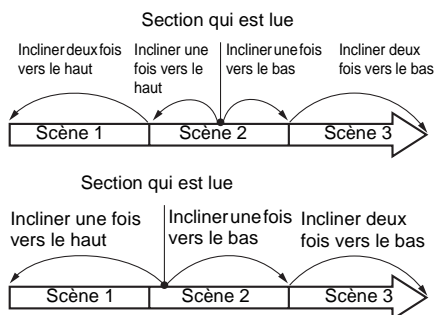 Section qui est lue
Incliner deux fois
vers le haut
Incliner une
fois vers le
haut
Incliner une fois
vers le bas
Incliner deux
fois vers le bas
Scène 1
Scène 2
Scène 3
Section qui est lue
Incliner une fois
vers le haut
Incliner une fois
vers le bas
Incliner deux
fois vers le bas
Scène 1
Scène 2
Scène 3